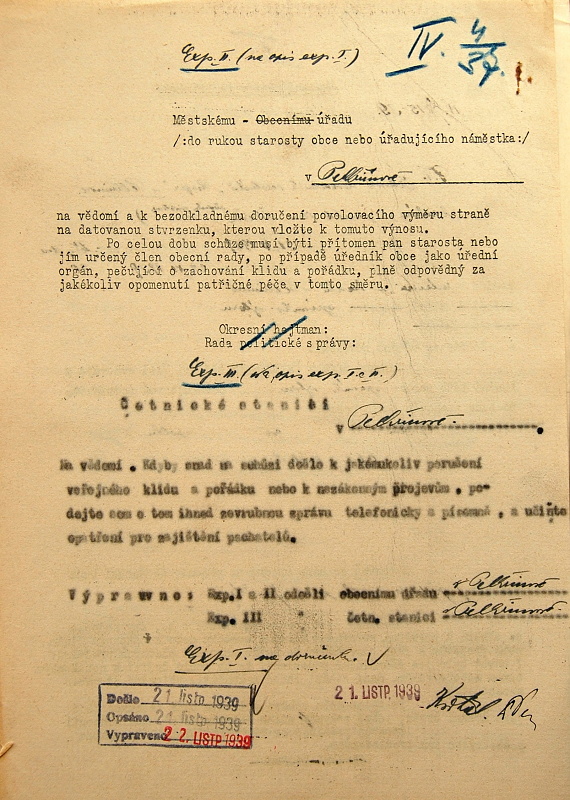 Exp. II. (na opis exp. I.)
IV. 4/37.
Městskému - Obecnímu úřadu
/:do rukou starosty obce nebo úřadujícího náměstka:/
v Pelhřimově.
na vědomí a k bezodkladnému doručení povolovacího výměru straně
na datovanou stvrzenku, kterou vložte k tomuto výnosu.
Po celou dobu schůze musí býti přítomen pan starosta nebo
jím určený člen obecní rady, po případě úředník obce jako úřední
orgán, pečující o zachování klidu a pořádku, plně odpovědný za
jakékoliv opomenutí patřičné péče v tomto směru.
Okresní hejtman:
Rada politické správy:
Exp. III (na opis exp. I. a II.)
Četnické stanici
v Pelhřimově.
Na vědomí. Kdyby snad na schůzi došlo k jakémukoliv porušení
veřejného klidu a pořádku nebo k nezákonným projevům, po-
dejte sem o tom ihned zevrubnou zprávu telefonicky a písemně, a učiňte
opatření pro zajištění pachatelů.
Výpravno: Exp.I a II odešli obecnímu úřadu v Pelhřimově
Exp. III " četn. stanici v Pelhřimově
Exp. I. na doručenku.
Došlo 21. listp 1939
Opsáno 21 listp 1939
Vypraveno 22. LISTP. 1939
21. LISTP. 1939